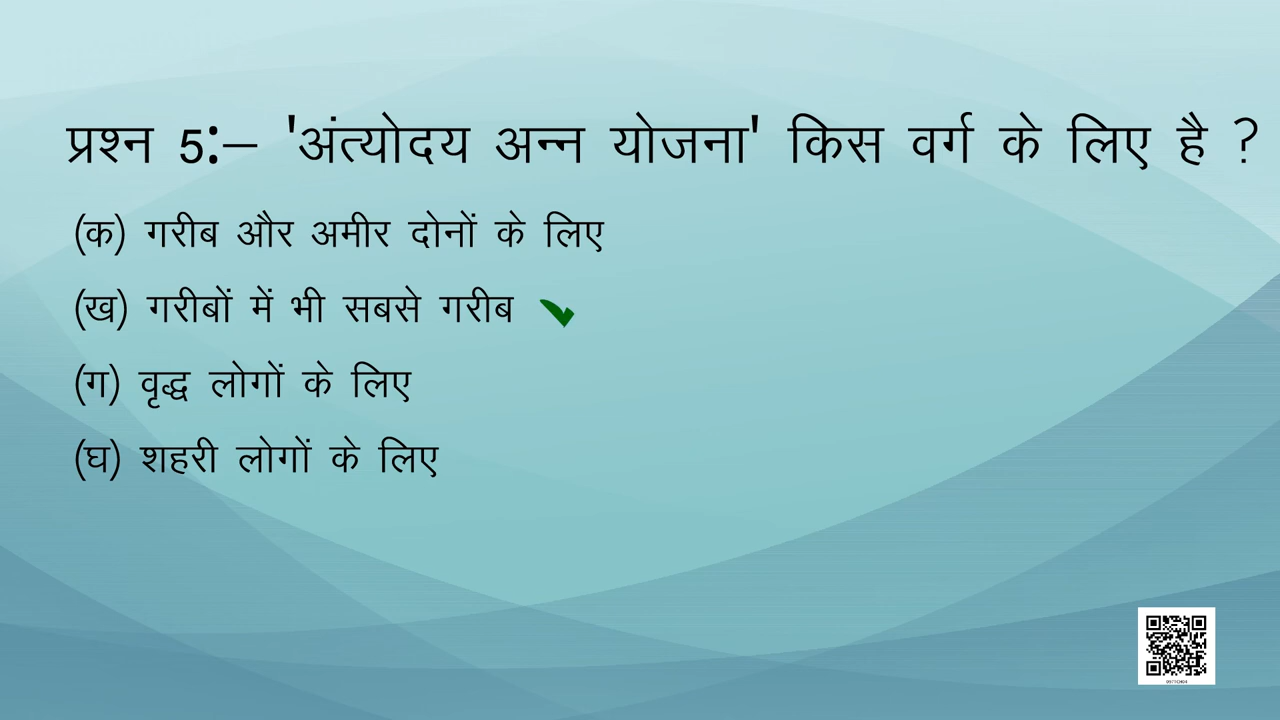 प्रश्न 5:– 'अंत्योदय अन्न योजना' किस वर्ग के लिए है ?
(क) गरीब और अमीर दोनों के लिए
(ख) गरीबों में भी सबसे गरीब
(ग) वृद्ध लोगों के लिए
(घ) शहरी लोगों के लिए